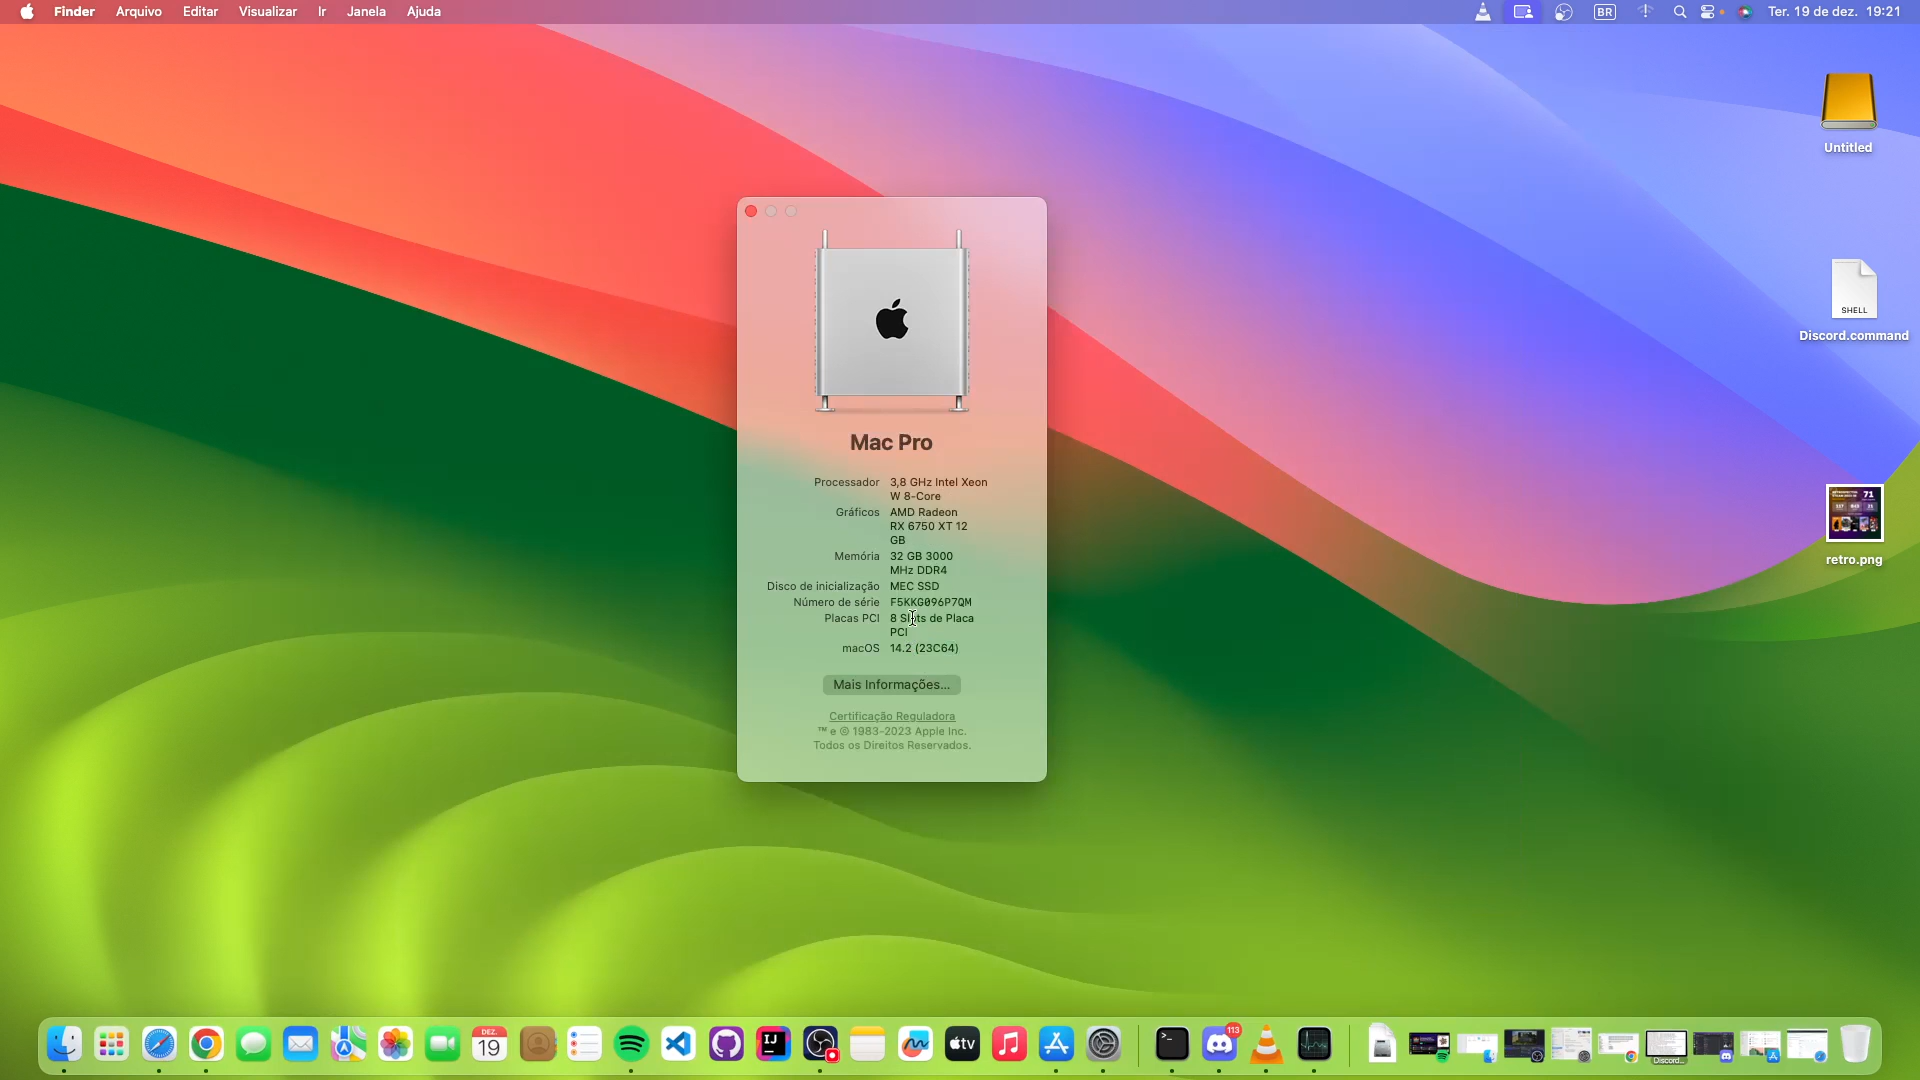 Finder Arquivo Editar Visualizar Ir Janela Ajuda
BR Ter. 19 de dez. 19:21
Untitled
SHELL
Discord.command
71
retro.png
Mac Pro
Processador 3,8 GHz Intel Xeon
W 8-Core
Gráficos AMD Radeon
RX 6750 XT 12
GB
Memória 32 GB 3000
MHz DDR4
Disco de inicialização MEC SSD
Número de série F5KKG096P7QM
Placas PCI 8 Slots de Placa
PCI
macOS 14.2 (23C64)
Mais Informações...
Certificação Reguladora
™ e © 1983-2023 Apple Inc.
Todos os Direitos Reservados.
DEZ.
19
IJ
tv
>_
113
Discord...